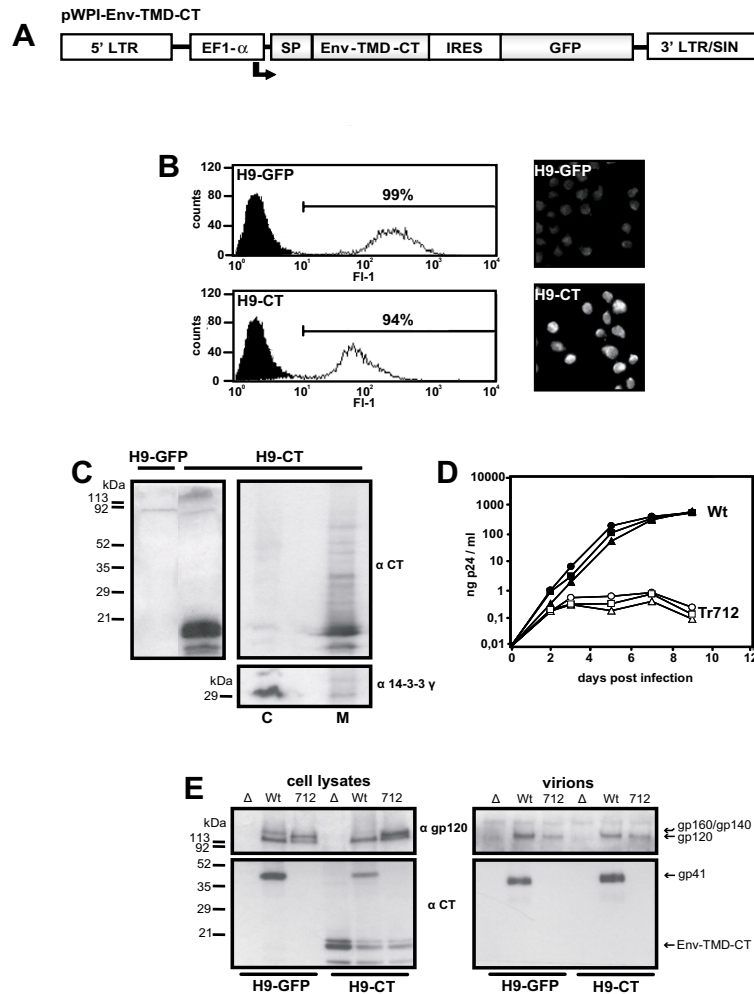 pWPI-Env-TMD-CT
A
5’ LTR EF1-α SP Env-TMD-CT IRES GFP 3’ LTR/SIN
B
H9-GFP
99%
120
80
40
0
counts
10⁰ 10¹ 10² 10³ 10⁴
Fl-1
H9-GFP
H9-CT
94%
120
80
40
0
counts
10⁰ 10¹ 10² 10³ 10⁴
Fl-1
H9-CT
C
H9-GFP H9-CT
kDa
113
92
52
35
29
21
α CT
kDa
29
α 14-3-3 γ
C M
D
10000
1000
100
10
1
0,1
0,01
ng p24 / ml
Wt
Tr712
0 2 4 6 8 10 12
days post infection
E
cell lysates virions
Δ Wt 712 Δ Wt 712 Δ Wt 712 Δ Wt 712
kDa
113
92
α gp120
gp160/gp140
gp120
52
35
29
21
α CT
gp41
Env-TMD-CT
H9-GFP H9-CT H9-GFP H9-CT